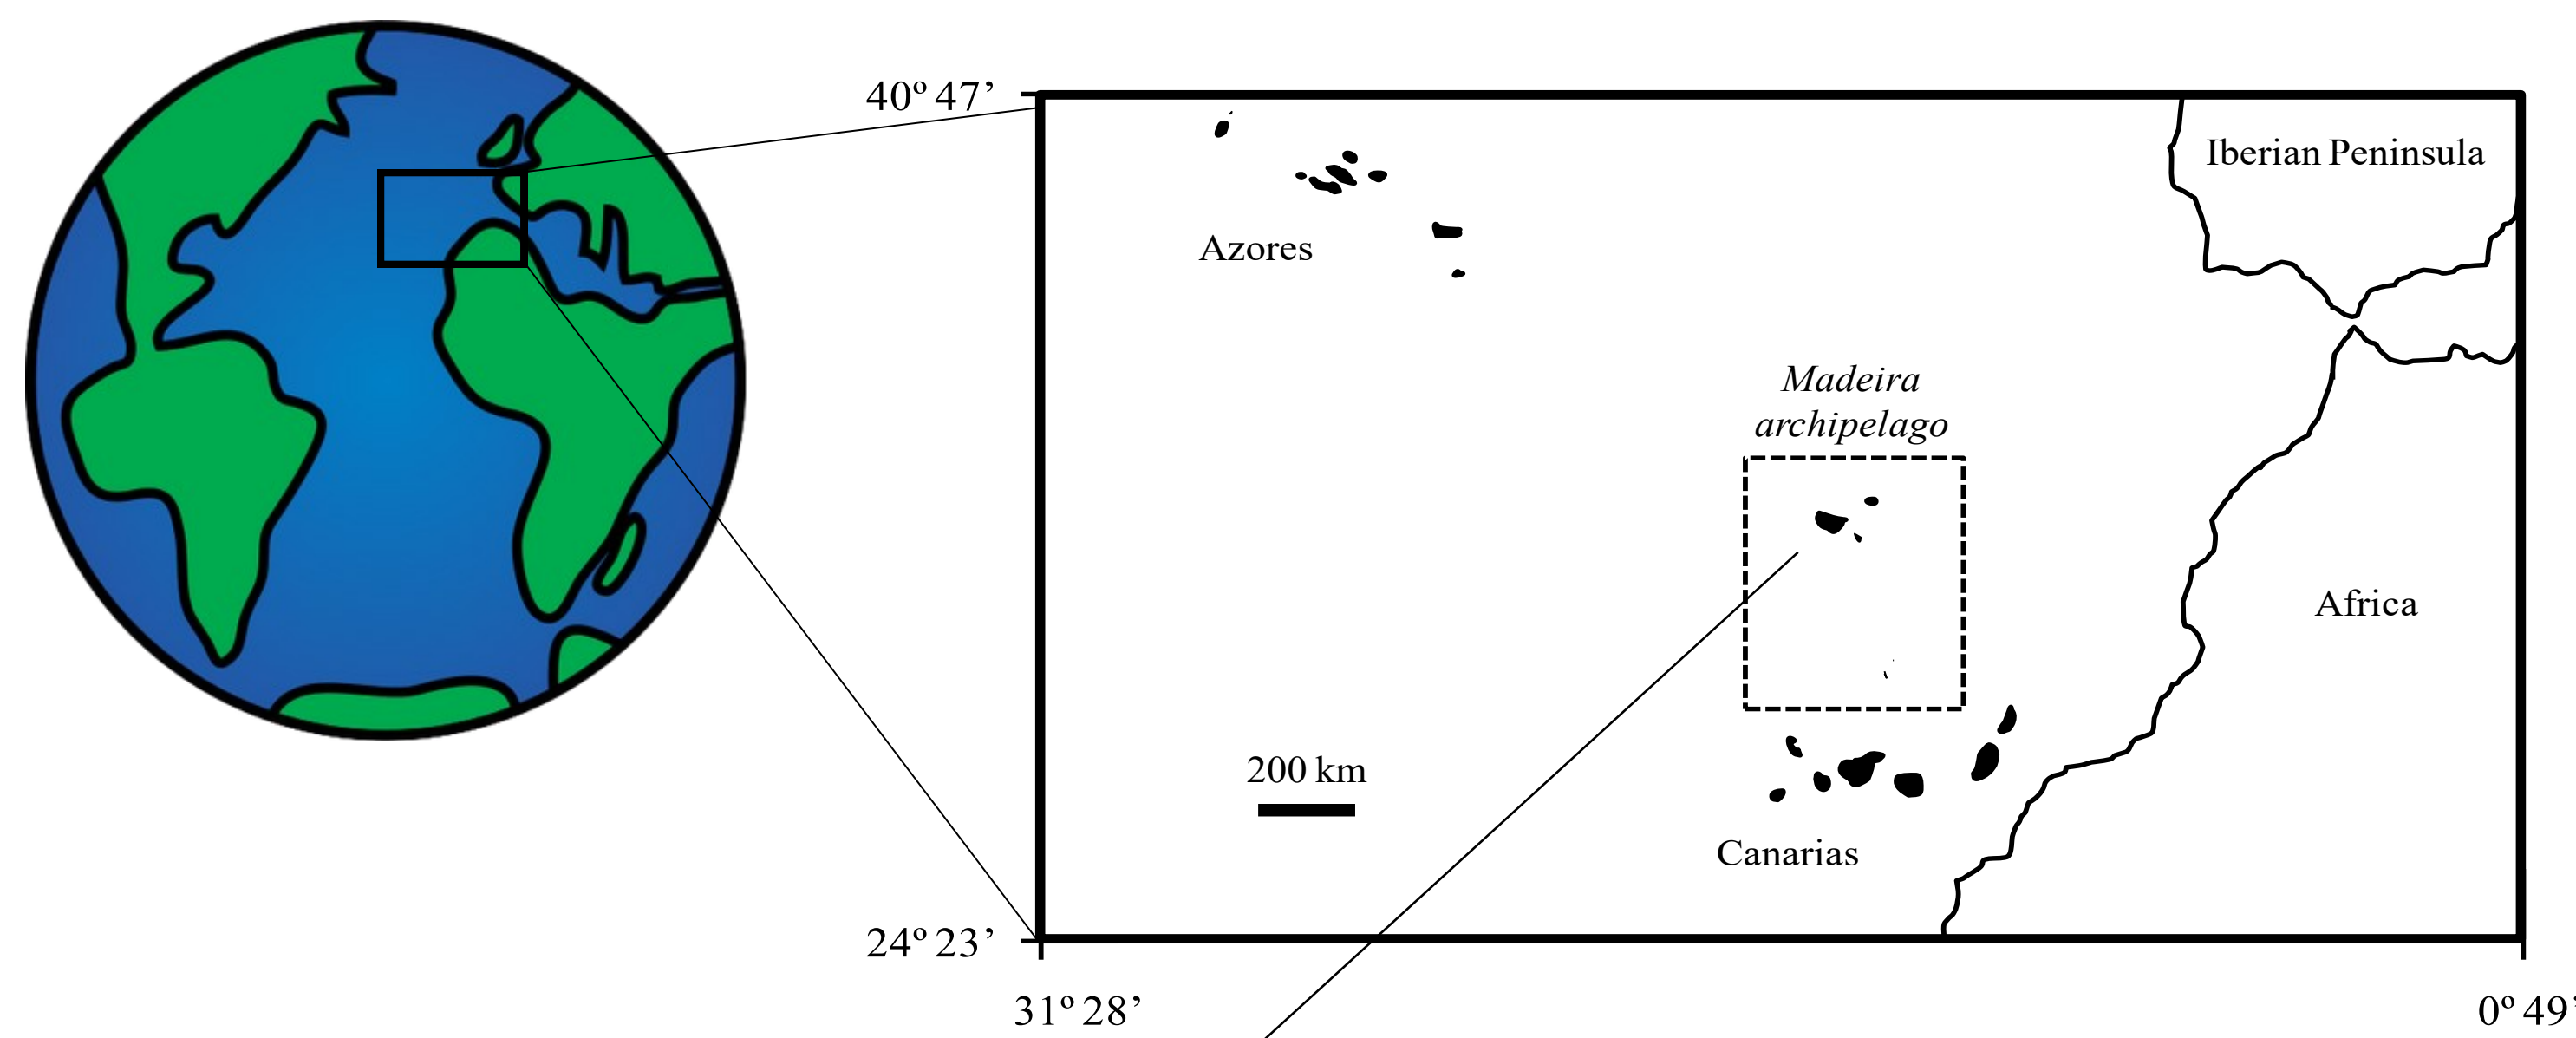 40º 47’
Iberian Peninsula
Azores
Madeira
archipelago
Africa
200 km
Canarias
24º 23’
31º 28’
0º 49’